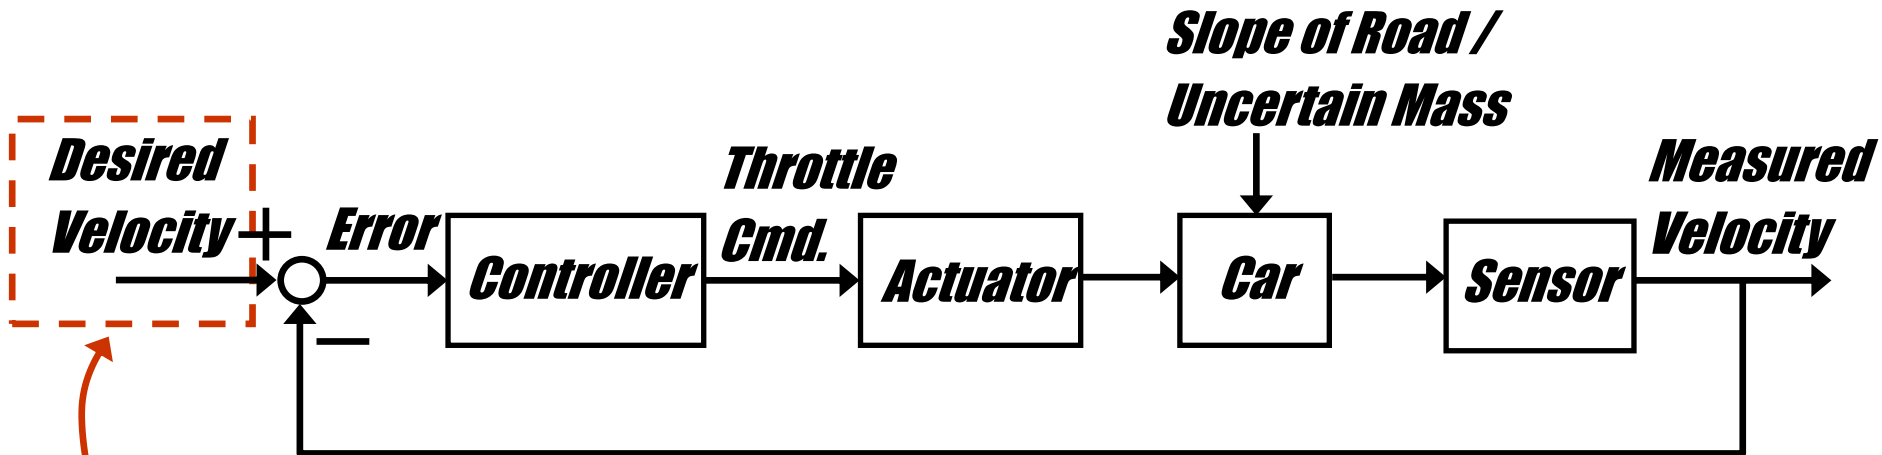 Slope of Road /
Uncertain Mass
Desired
Velocity
+
Error
Controller
Throttle
Cmd.
Actuator
Car
Sensor
Measured
Velocity
—